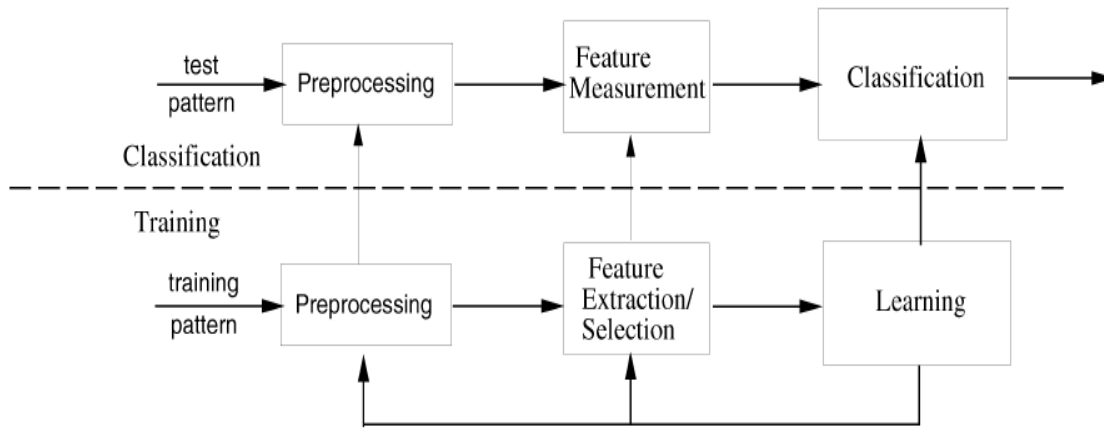 test
pattern
Preprocessing
Feature
Measurement
Classification
Classification
Training
training
pattern
Preprocessing
Feature
Extraction/
Selection
Learning